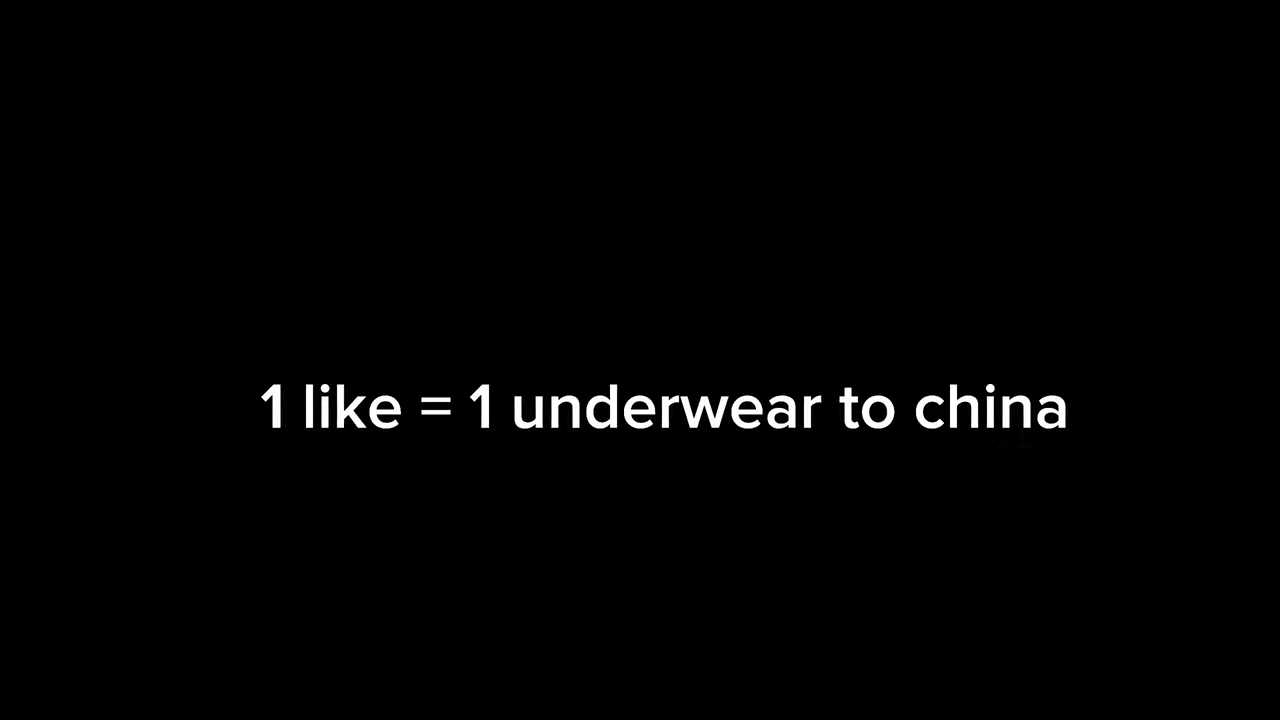 1 like = 1 underwear to china